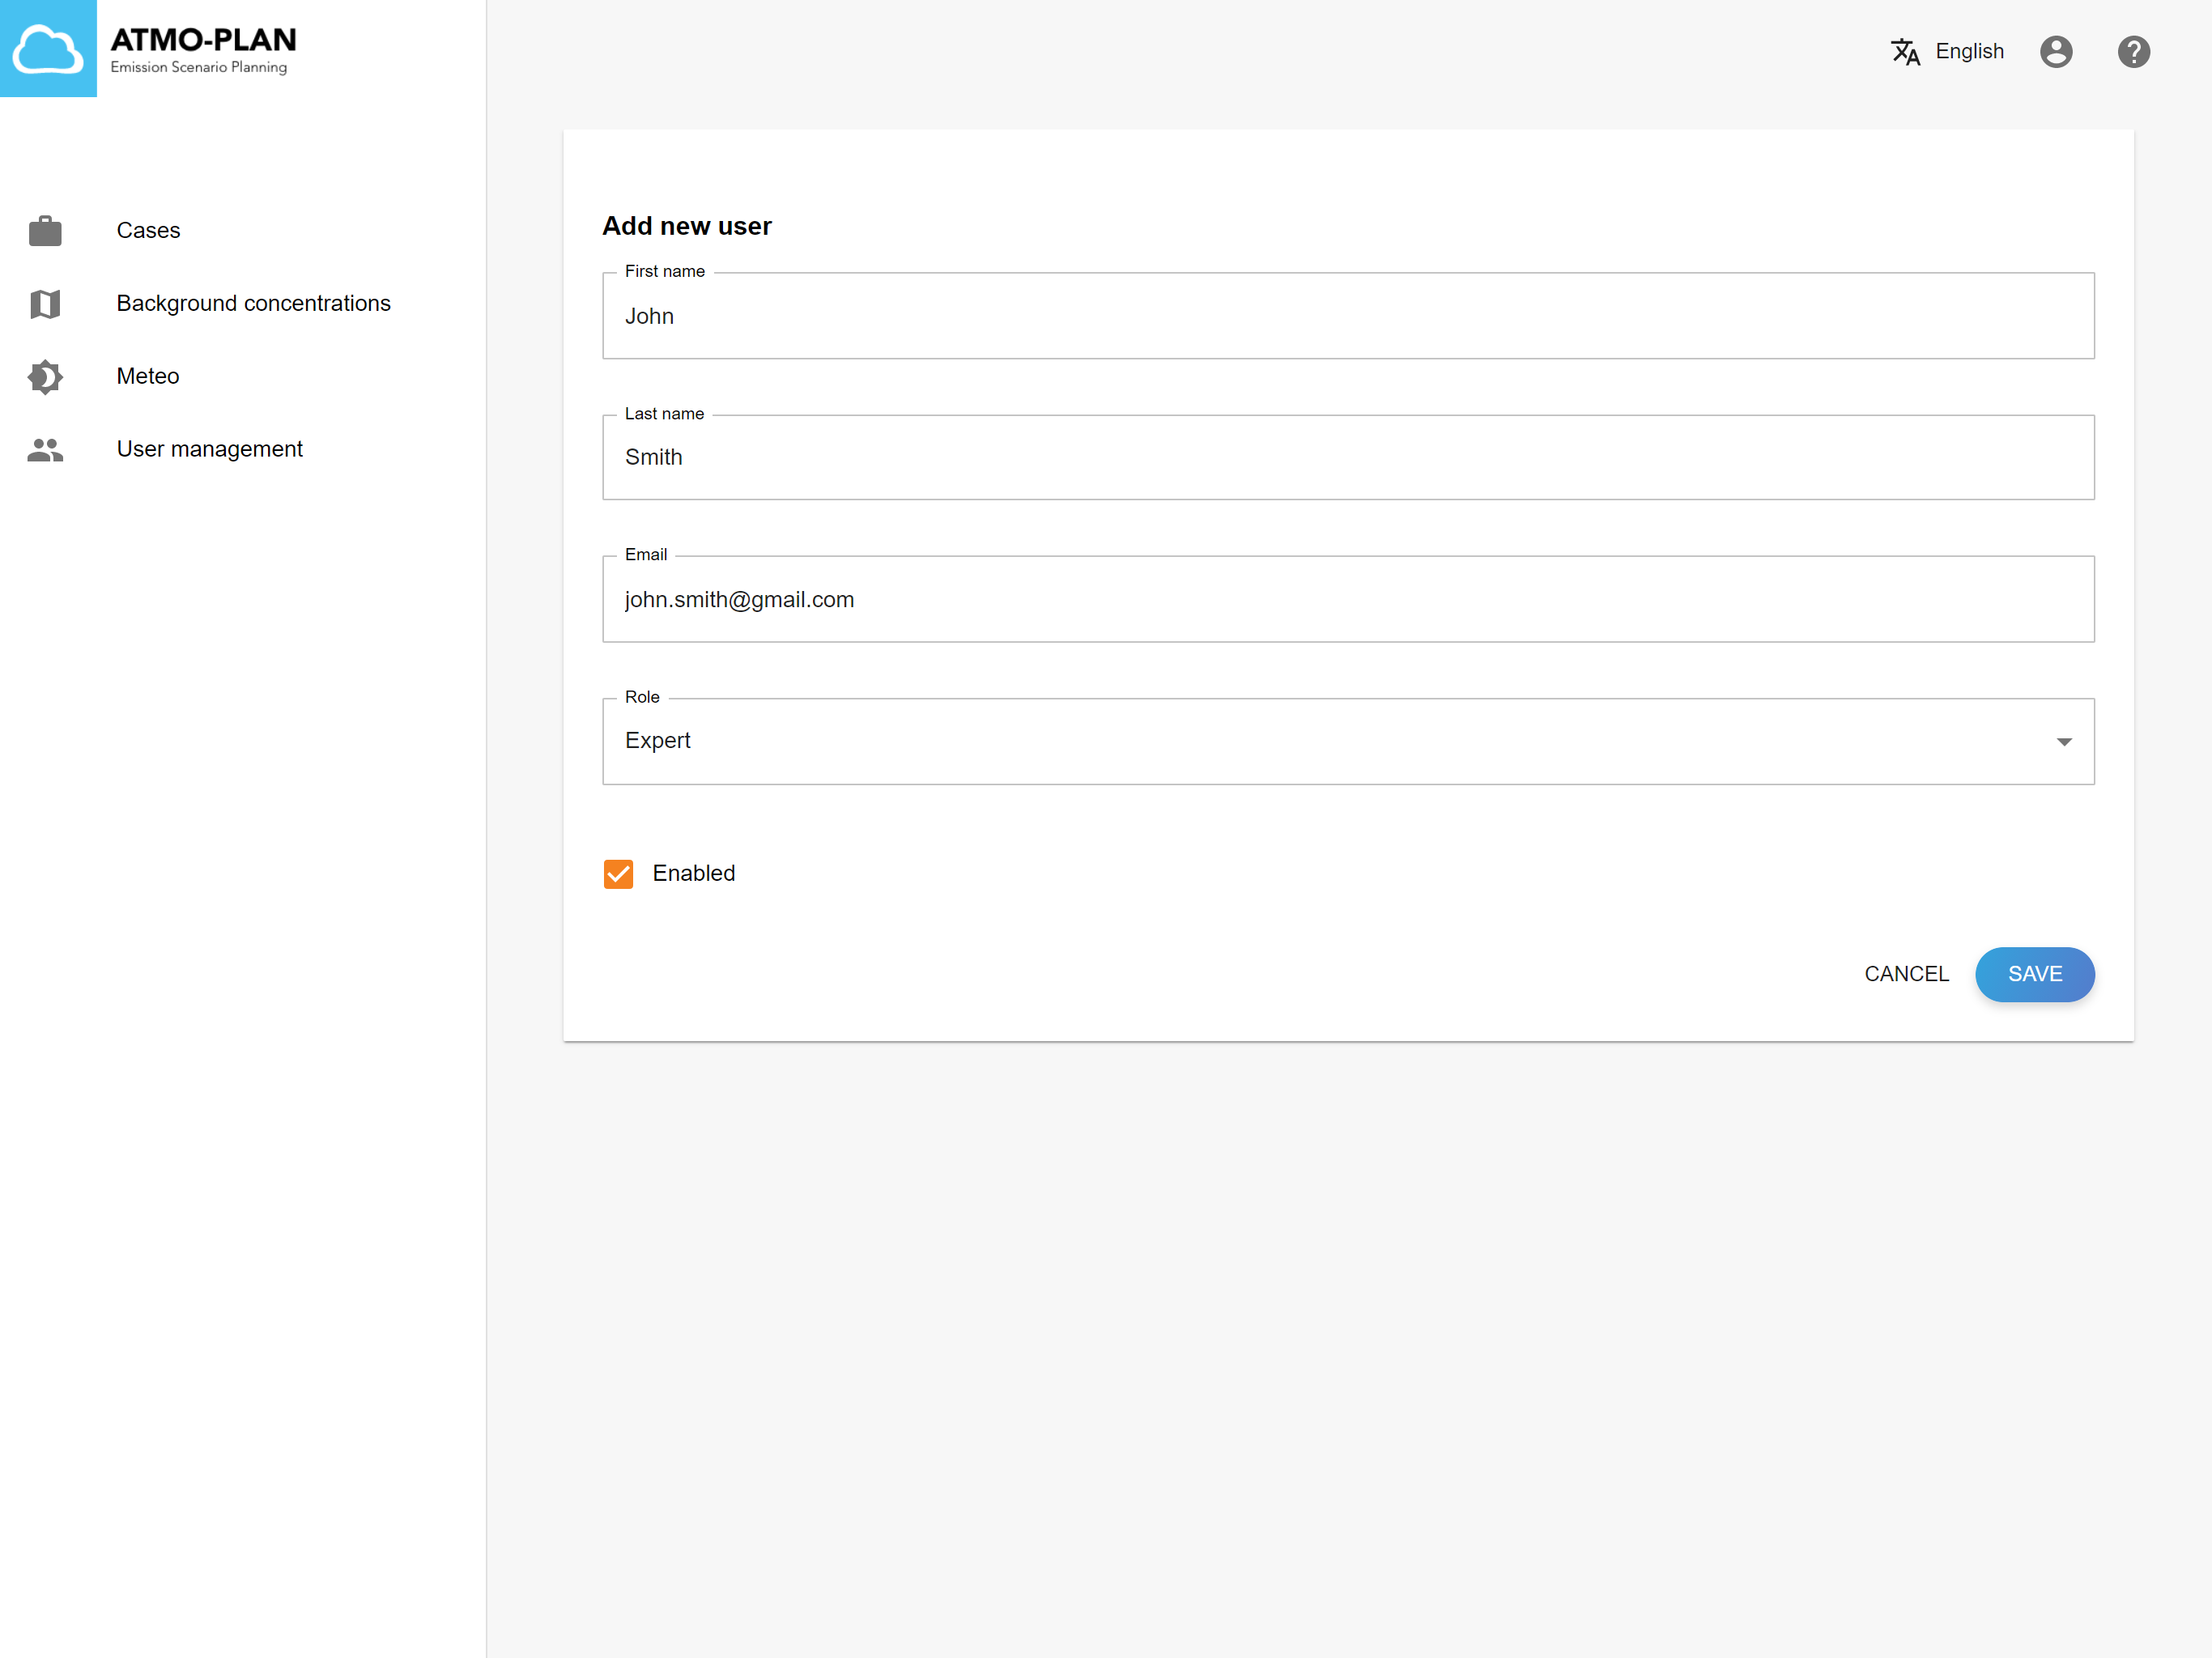 ATMO-PLAN
Emission Scenario Planning
English
Cases
Background concentrations
Meteo
User management
Add new user
First name
John
Last name
Smith
Email
john.smith@gmail.com
Role
Expert
Enabled
CANCEL
SAVE